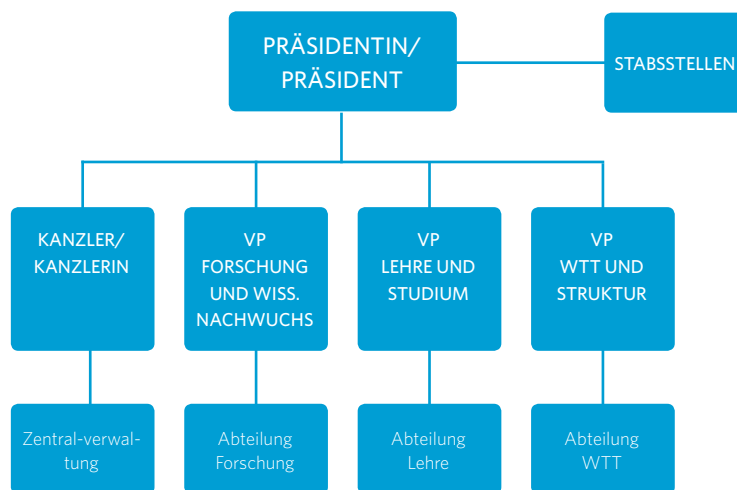 PRÄSIDENTIN/
PRÄSIDENT
STABSSTELLEN
KANZLER/
KANZLERIN
VP
FORSCHUNG
UND WISS.
NACHWUCHS
VP
LEHRE UND
STUDIUM
VP
WTT UND
STRUKTUR
Zentral-verwal-
tung
Abteilung
Forschung
Abteilung
Lehre
Abteilung
WTT